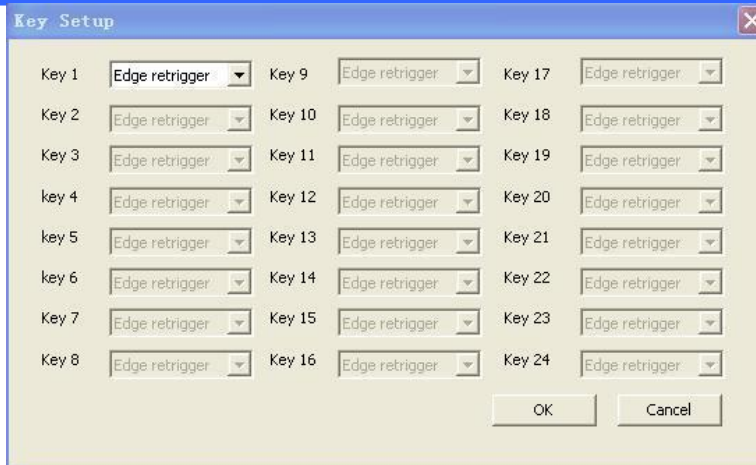 Key Setup
Key 1 Edge retrigger Key 9 Edge retrigger Key 17 Edge retrigger
Key 2 Edge retrigger Key 10 Edge retrigger Key 18 Edge retrigger
Key 3 Edge retrigger Key 11 Edge retrigger Key 19 Edge retrigger
key 4 Edge retrigger Key 12 Edge retrigger Key 20 Edge retrigger
key 5 Edge retrigger Key 13 Edge retrigger Key 21 Edge retrigger
key 6 Edge retrigger Key 14 Edge retrigger Key 22 Edge retrigger
Key 7 Edge retrigger Key 15 Edge retrigger Key 23 Edge retrigger
Key 8 Edge retrigger Key 16 Edge retrigger Key 24 Edge retrigger
OK Cancel